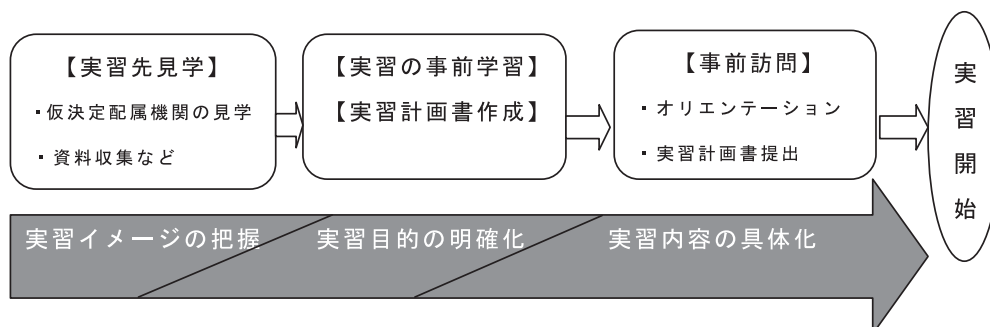 【実習先見学】
・仮決定配属機関の見学
・資料収集など
【実習の事前学習】
【実習計画書作成】
【事前訪問】
・オリエンテーション
・実習計画書提出
実習開始
実習イメージの把握
実習目的の明確化
実習内容の具体化